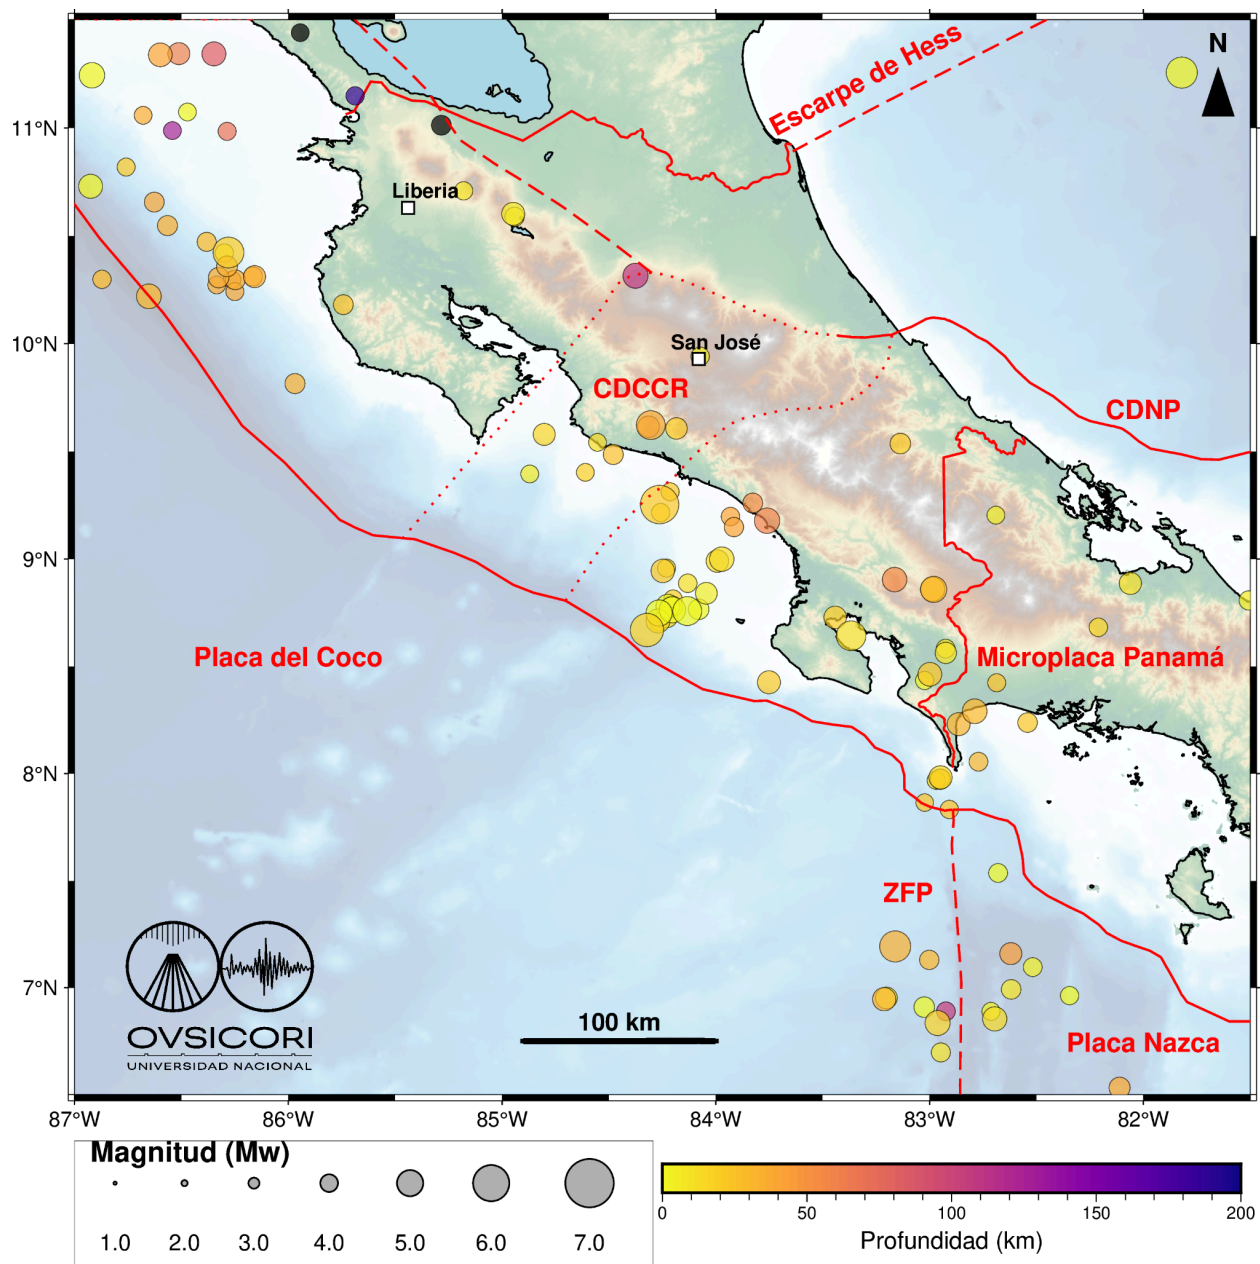 Escarpe de Hess
N
11°N
Liberia
10°N
San José
CDCCR
CDNP
9°N
Placa del Coco
Microplaca Panamá
8°N
ZFP
7°N
OVSICORI
UNIVERSIDAD NACIONAL
100 km
Placa Nazca
87°W 86°W 85°W 84°W 83°W 82°W
Magnitud (Mw)
1.0 2.0 3.0 4.0 5.0 6.0 7.0
0 50 100 150 200
Profundidad (km)